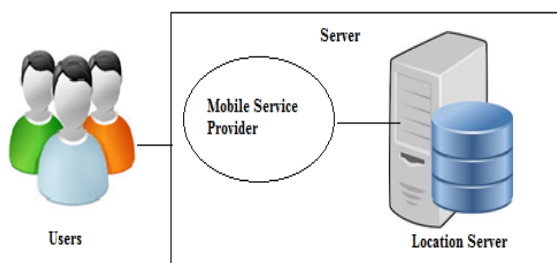 Server
Mobile Service
Provider
Users
Location Server